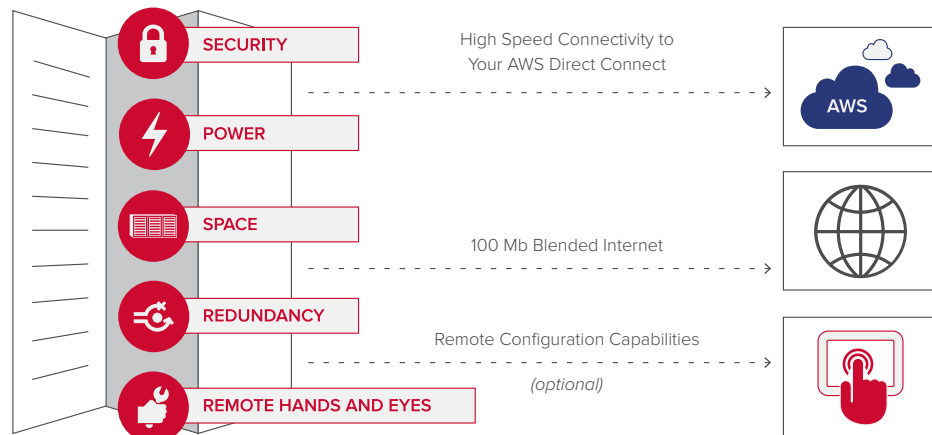 SECURITY
POWER
SPACE
REDUNDANCY
REMOTE HANDS AND EYES
High Speed Connectivity to
Your AWS Direct Connect
100 Mb Blended Internet
Remote Configuration Capabilities
(optional)
AWS